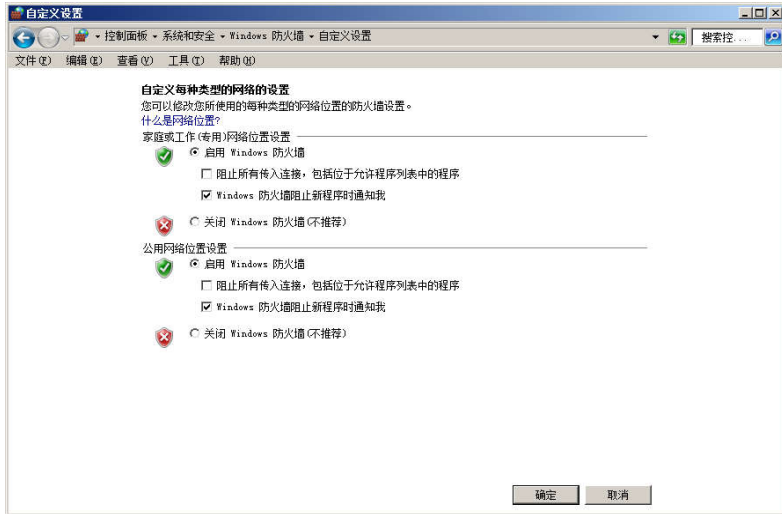 自定义设置
控制面板 系统和安全 Windows 防火墙 自定义设置 搜索控...
文件(F) 编辑(E) 查看(V) 工具(T) 帮助(H)
自定义每种类型的网络的设置
您可以修改您所使用的每种类型的网络位置的防火墙设置。
什么是网络位置?
家庭或工作(专用)网络位置设置
启用 Windows 防火墙
阻止所有传入连接，包括位于允许程序列表中的程序
Windows 防火墙阻止新程序时通知我
关闭 Windows 防火墙(不推荐)
公用网络位置设置
启用 Windows 防火墙
阻止所有传入连接，包括位于允许程序列表中的程序
Windows 防火墙阻止新程序时通知我
关闭 Windows 防火墙(不推荐)
确定 取消